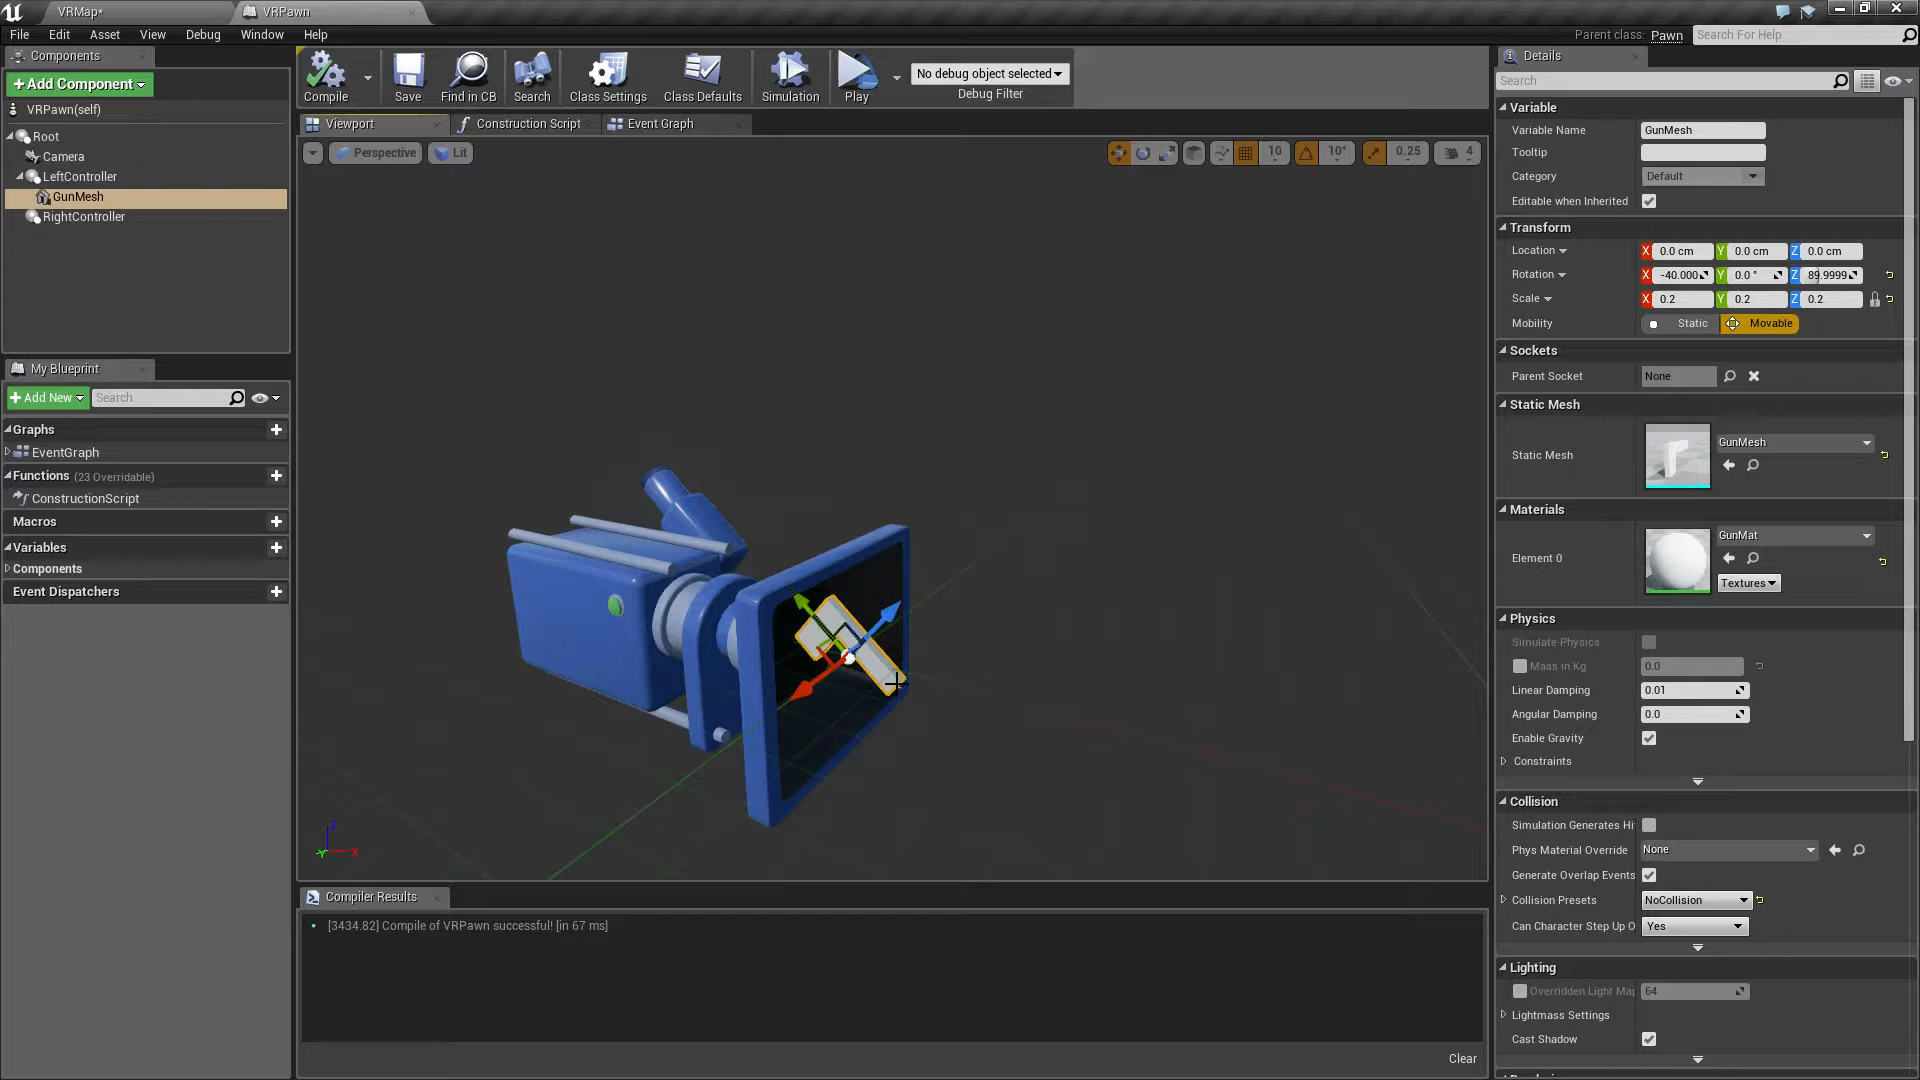 VRMap*
VRPawn
File
Edit
Asset
View
Debug
Window
Help
Parent class: Pawn
Search For Help
Components
+Add Component
VRPawn(self)
Root
Camera
LeftController
GunMesh
RightController
My Blueprint
+Add New
Search
Graphs
EventGraph
Functions (23 Overridable)
ConstructionScript
Macros
Variables
Components
Event Dispatchers
Compile
Save
Find in CB
Search
Class Settings
Class Defaults
Simulation
Play
No debug object selected
Debug Filter
Viewport
Construction Script
Event Graph
Perspective
Lit
10
10°
0.25
4
Z
Y
X
Compiler Results
[3434.82] Compile of VRPawn successful! [in 67 ms]
Clear
Details
Search
Variable
Variable Name GunMesh
Tooltip
Category Default
Editable when Inherited
Transform
Location X 0.0 cm Y 0.0 cm Z 0.0 cm
Rotation X -40.000 Y 0.0 ° Z 89.9999
Scale X 0.2 Y 0.2 Z 0.2
Mobility Static Movable
Sockets
Parent Socket None
Static Mesh
Static Mesh GunMesh
Materials
Element 0 GunMat
Textures
Physics
Simulate Physics
Mass in Kg 0.0
Linear Damping 0.01
Angular Damping 0.0
Enable Gravity
Constraints
Collision
Simulation Generates Hi
Phys Material Override None
Generate Overlap Events
Collision Presets NoCollision
Can Character Step Up O Yes
Lighting
Overridden Light Map 64
Lightmass Settings
Cast Shadow